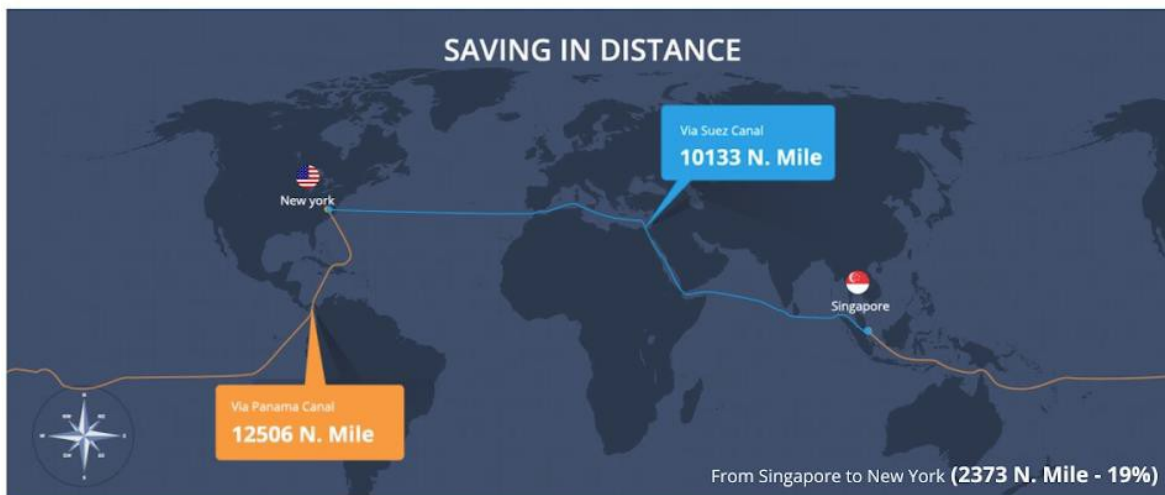 SAVING IN DISTANCE
Via Suez Canal
10133 N. Mile
New york
Singapore
Via Panama Canal
12506 N. Mile
From Singapore to New York (2373 N. Mile - 19%)